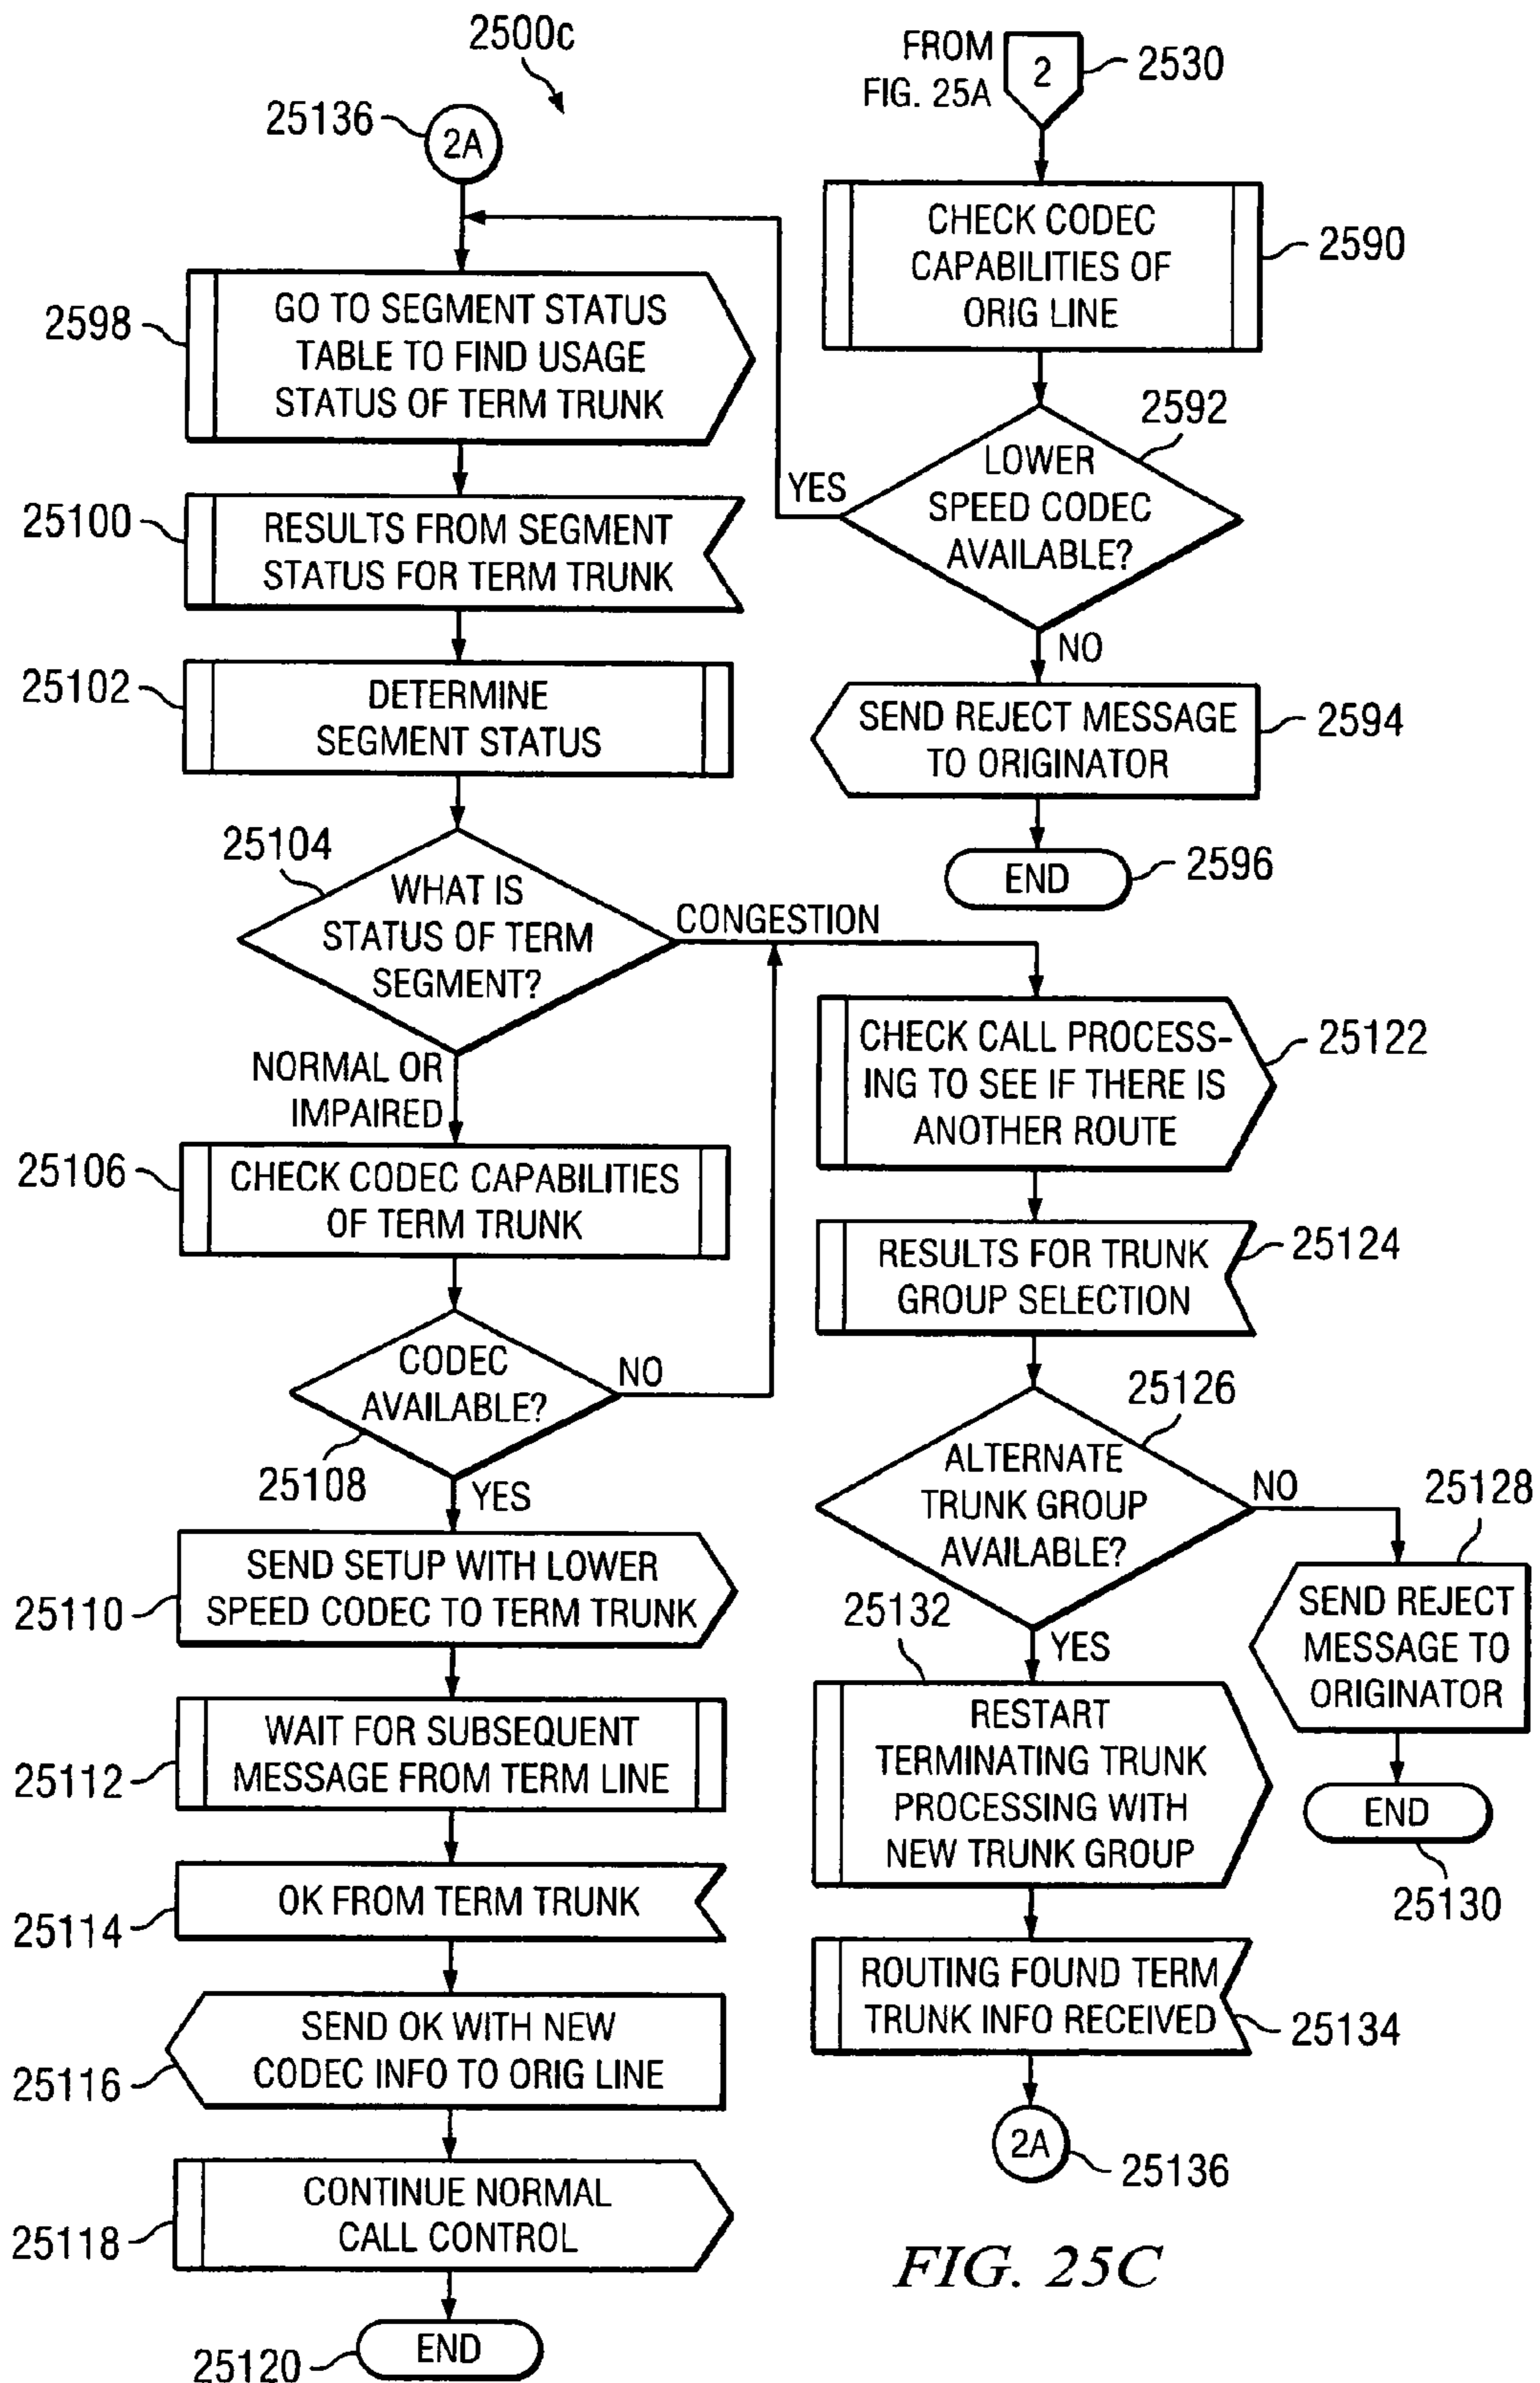 2500c
25136
2A
FROM
FIG. 25A
2
2530
CHECK CODEC
CAPABILITIES OF
ORIG LINE
2590
LOWER
SPEED CODEC
AVAILABLE?
2592
YES
NO
SEND REJECT MESSAGE
TO ORIGINATOR
2594
END
2596
2598
GO TO SEGMENT STATUS
TABLE TO FIND USAGE
STATUS OF TERM TRUNK
25100
RESULTS FROM SEGMENT
STATUS FOR TERM TRUNK
25102
DETERMINE
SEGMENT STATUS
25104
WHAT IS
STATUS OF TERM
SEGMENT?
CONGESTION
NORMAL OR
IMPAIRED
25106
CHECK CODEC CAPABILITIES
OF TERM TRUNK
CODEC
AVAILABLE?
NO
25108
YES
25110
SEND SETUP WITH LOWER
SPEED CODEC TO TERM TRUNK
25112
WAIT FOR SUBSEQUENT
MESSAGE FROM TERM LINE
25114
OK FROM TERM TRUNK
25116
SEND OK WITH NEW
CODEC INFO TO ORIG LINE
25118
CONTINUE NORMAL
CALL CONTROL
25120
END
CHECK CALL PROCESS-
ING TO SEE IF THERE IS
ANOTHER ROUTE
25122
RESULTS FOR TRUNK
GROUP SELECTION
25124
25126
ALTERNATE
TRUNK GROUP
AVAILABLE?
NO
25128
SEND REJECT
MESSAGE TO
ORIGINATOR
END
25130
25132
YES
RESTART
TERMINATING TRUNK
PROCESSING WITH
NEW TRUNK GROUP
ROUTING FOUND TERM
TRUNK INFO RECEIVED
25134
2A
25136
FIG. 25C